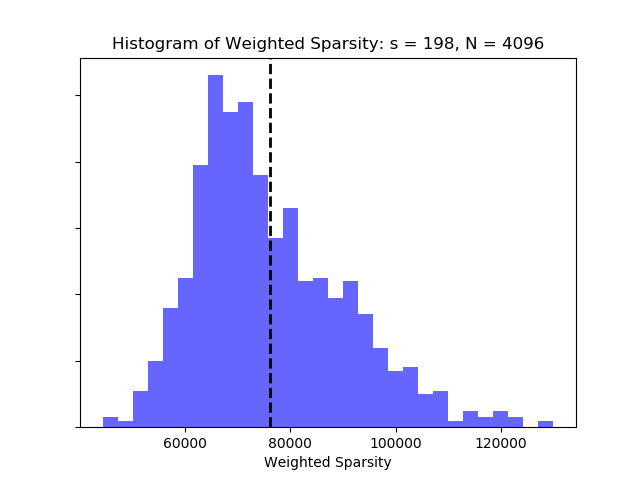 Histogram of Weighted Sparsity: s = 198, N = 4096
60000 80000 100000 120000
Weighted Sparsity